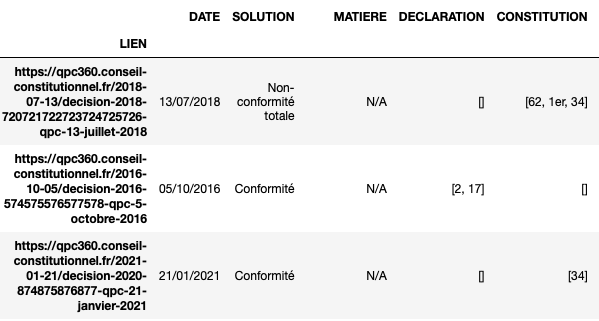 DATE SOLUTION MATIERE DECLARATION CONSTITUTION
LIEN
https://qpc360.conseil-
constitutionnel.fr/2018-
07-13/decision-2018-
720721722723724725726-
qpc-13-juillet-2018
13/07/2018
Non-
conformité
totale
N/A
[]
[62, 1er, 34]
https://qpc360.conseil-
constitutionnel.fr/2016-
10-05/decision-2016-
574575576577578-qpc-5-
octobre-2016
05/10/2016
Conformité
N/A
[2, 17]
[]
https://qpc360.conseil-
constitutionnel.fr/2021-
01-21/decision-2020-
874875876877-qpc-21-
janvier-2021
21/01/2021
Conformité
N/A
[]
[34]